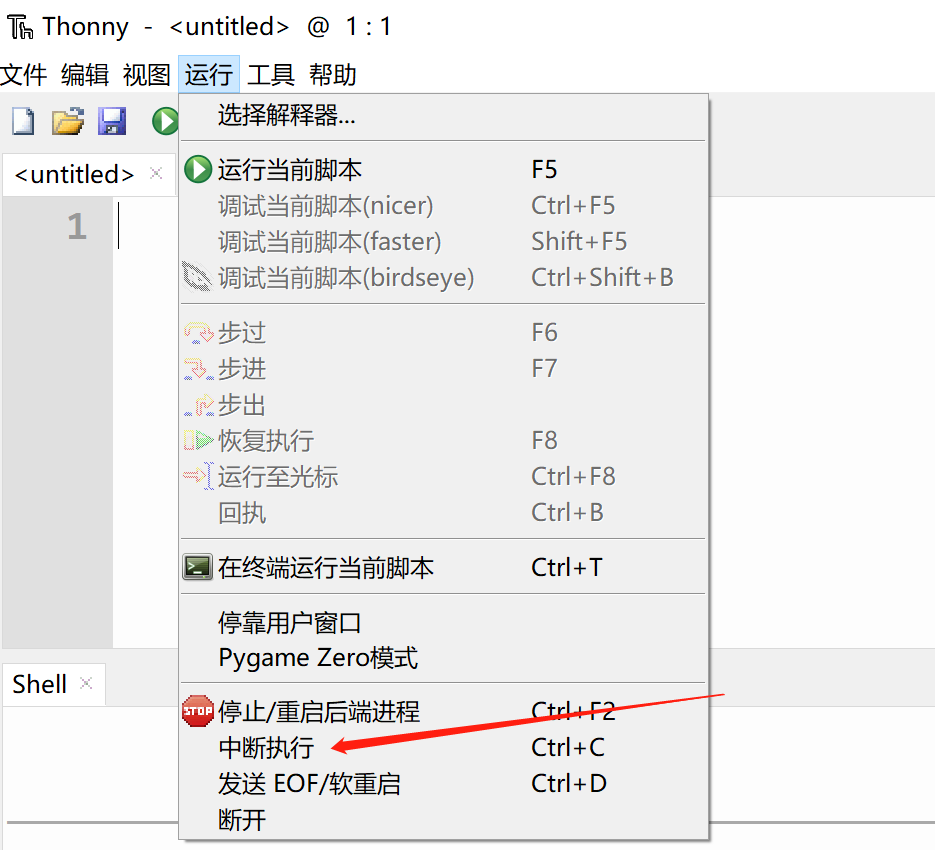 Thonny - <untitled> @ 1 : 1
文件 编辑 视图 运行 工具 帮助
选择解释器...
<untitled> ×
运行当前脚本 F5
调试当前脚本(nicer) Ctrl+F5
1
调试当前脚本(faster) Shift+F5
调试当前脚本(birdseye) Ctrl+Shift+B
步过 F6
步进 F7
步出
恢复执行 F8
运行至光标 Ctrl+F8
回执 Ctrl+B
在终端运行当前脚本 Ctrl+T
停靠用户窗口
Pygame Zero模式
Shell ×
STOP 停止/重启后端进程 Ctrl+F2
中断执行 Ctrl+C
发送 EOF/软重启 Ctrl+D
断开